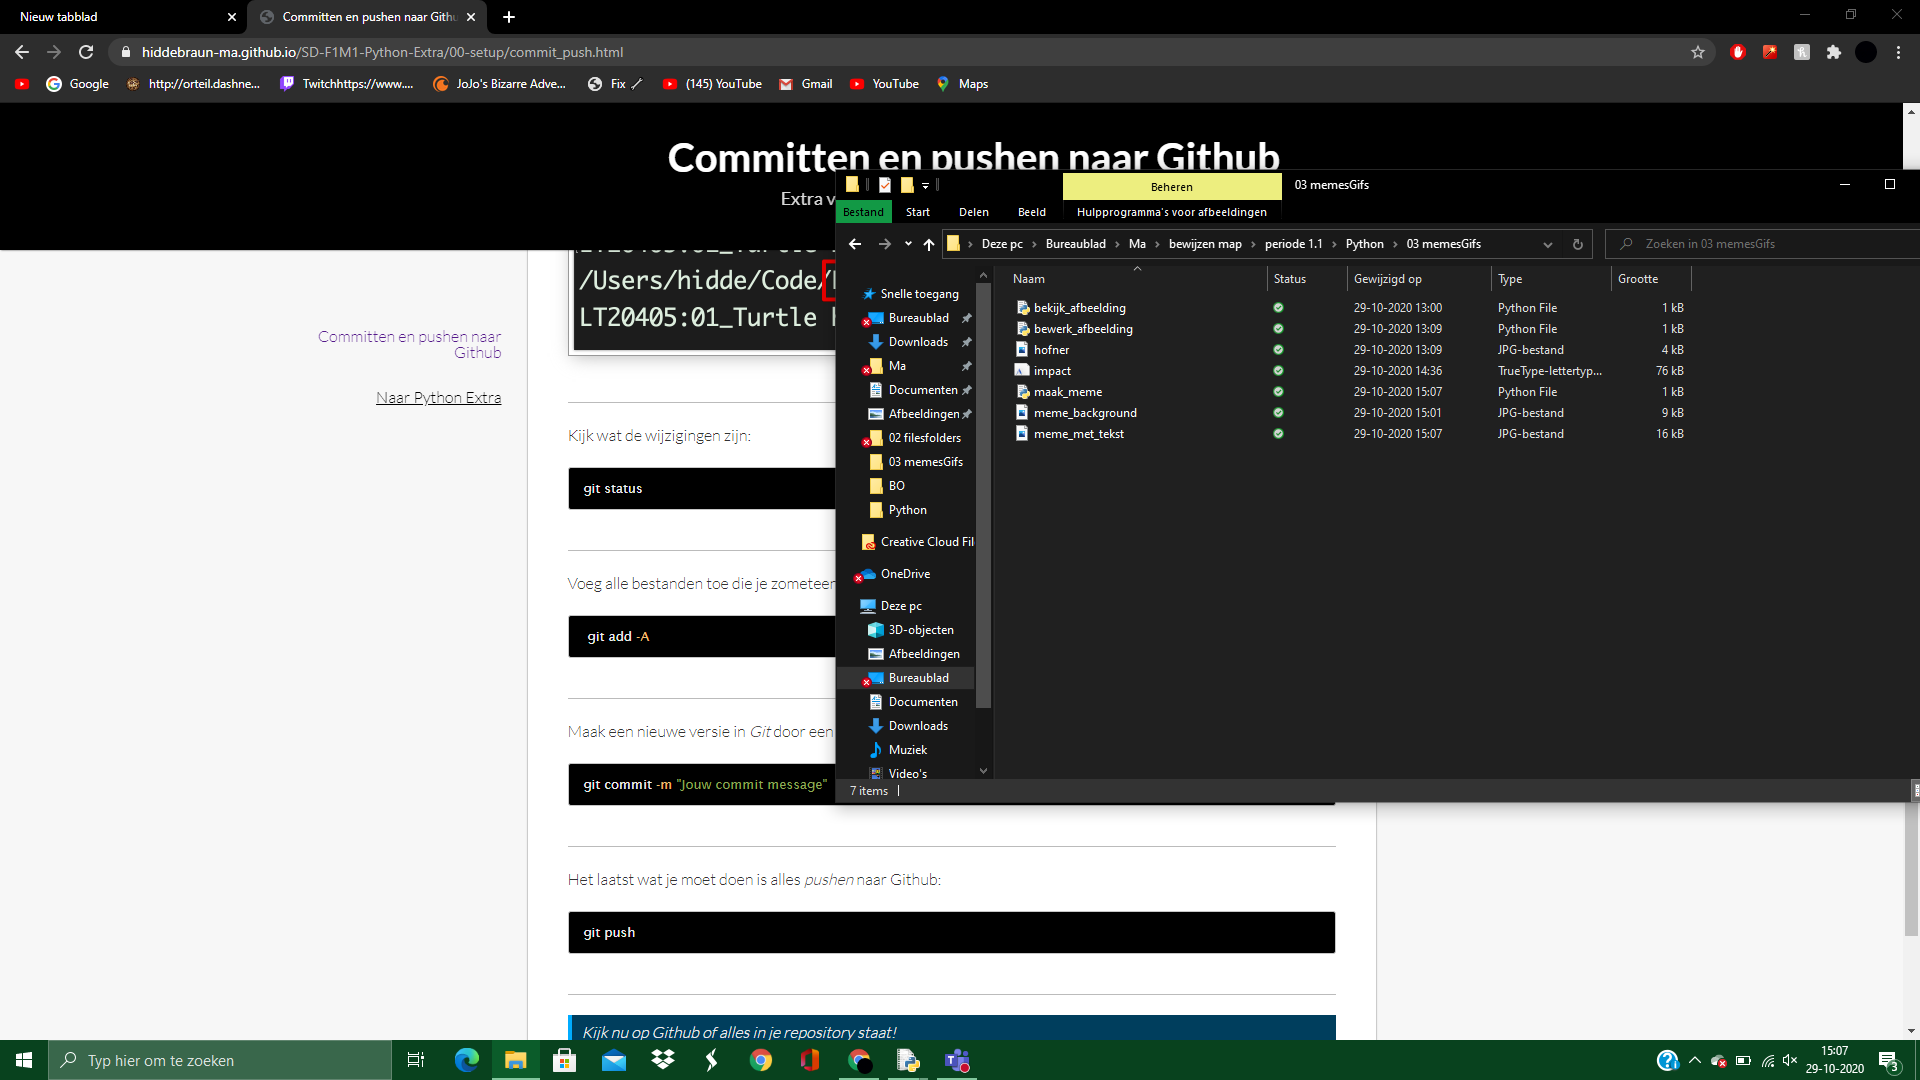 Nieuw tabblad
Committen en pushen naar Githu
hiddebraun-ma.github.io/SD-F1M1-Python-Extra/00-setup/commit_push.html
Google
http://orteil.dashne...
Twitchhttps://www....
JoJo's Bizarre Adve...
Fix
(145) YouTube
Gmail
YouTube
Maps
Committen en pushen naar Github
Extra v
/Users/hidde/Code/
LT20405:01_Turtle
Committen en pushen naar
Github
Naar Python Extra
Kijk wat de wijzigingen zijn:
git status
Voeg alle bestanden toe die je zometeer
git add -A
Maak een nieuwe versie in Git door een
git commit -m "Jouw commit message"
Het laatst wat je moet doen is alles pushen naar Github:
git push
Kijk nu op Github of alles in je repository staat!
Beheren
03 memesGifs
Bestand
Start
Delen
Beeld
Hulpprogramma's voor afbeeldingen
Deze pc
Bureaublad
Ma
bewijzen map
periode 1.1
Python
03 memesGifs
Zoeken in 03 memesGifs
Snelle toegang
Bureaublad
Downloads
Ma
Documenten
Afbeeldingen
02 filesfolders
03 memesGifs
BO
Python
Creative Cloud Fil
OneDrive
Deze pc
3D-objecten
Afbeeldingen
Bureaublad
Documenten
Downloads
Muziek
Video's
Naam Status Gewijzigd op Type Grootte
bekijk_afbeelding 29-10-2020 13:00 Python File 1 kB
bewerk_afbeelding 29-10-2020 13:09 Python File 1 kB
hofner 29-10-2020 13:09 JPG-bestand 4 kB
impact 29-10-2020 14:36 TrueType-lettertyp... 76 kB
maak_meme 29-10-2020 15:07 Python File 1 kB
meme_background 29-10-2020 15:01 JPG-bestand 9 kB
meme_met_tekst 29-10-2020 15:07 JPG-bestand 16 kB
7 items
Typ hier om te zoeken
15:07
29-10-2020
3